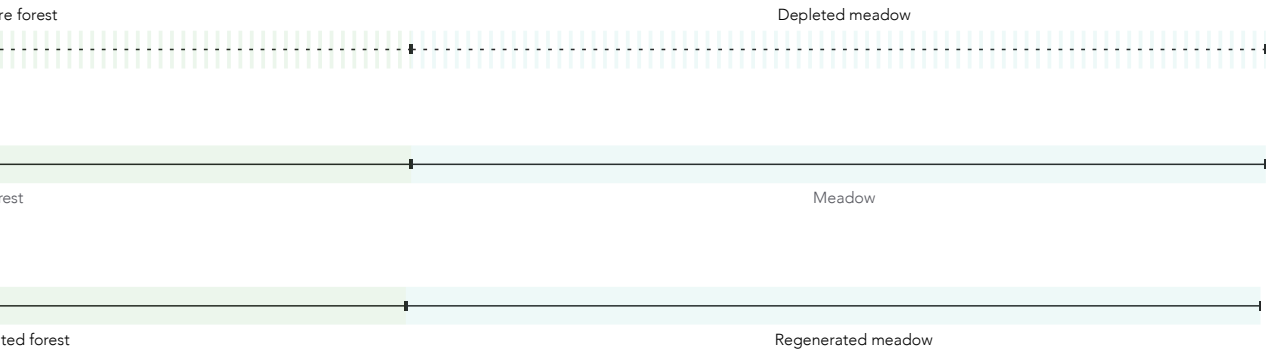 re forest
Depleted meadow
rest
Meadow
ted forest
Regenerated meadow